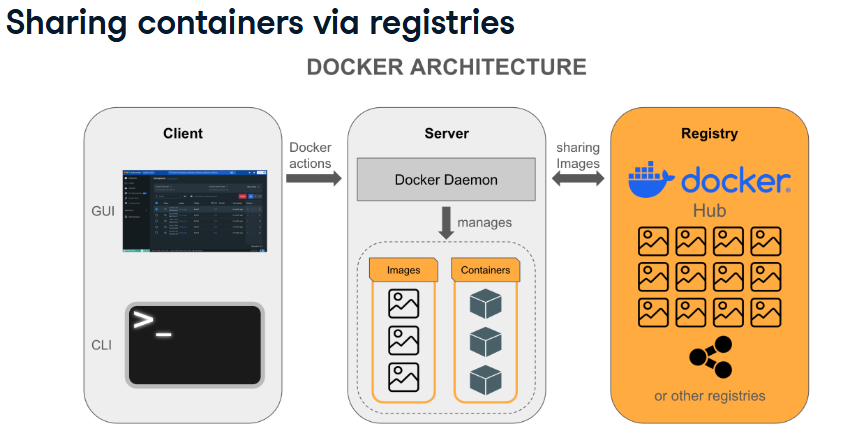 Sharing containers via registries
DOCKER ARCHITECTURE
Client
GUI
CLI
>_
Docker
actions
Server
Docker Daemon
manages
Images
Containers
sharing
Images
Registry
docker
Hub
or other registries